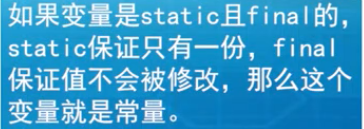 如果变量是static且final的，
static保证只有一份，final
保证值不会被修改，那么这个
变量就是常量。